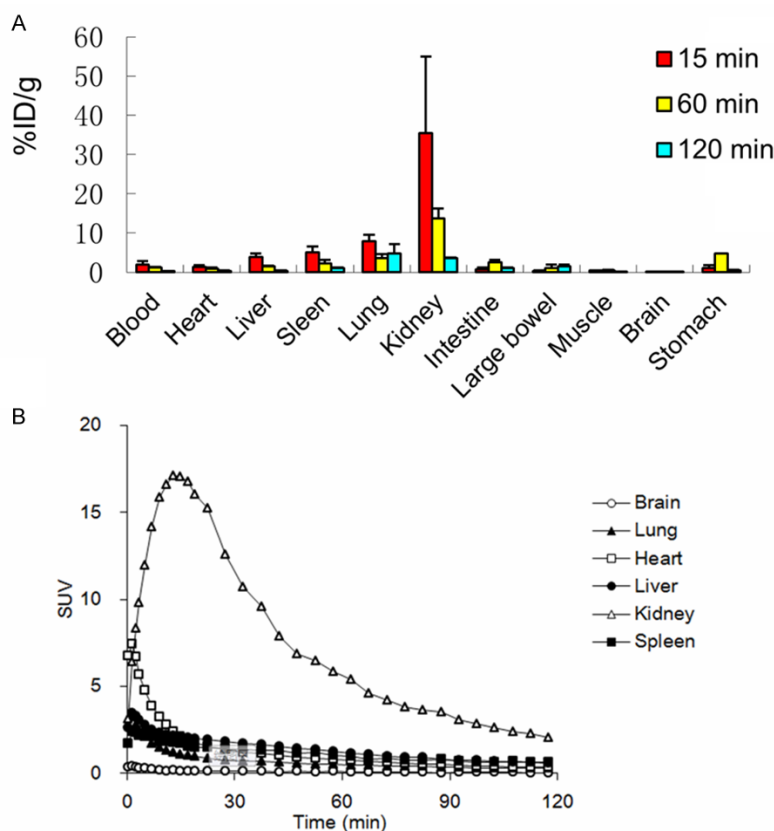 A
%ID/g
60
50
40
30
20
10
0
15 min
60 min
120 min
Blood
Heart
Liver
Sleen
Lung
Kidney
Intestine
Large bowel
Muscle
Brain
Stomach
B
SUV
20
15
10
5
0
0 30 60 90 120
Time (min)
Brain
Lung
Heart
Liver
Kidney
Spleen